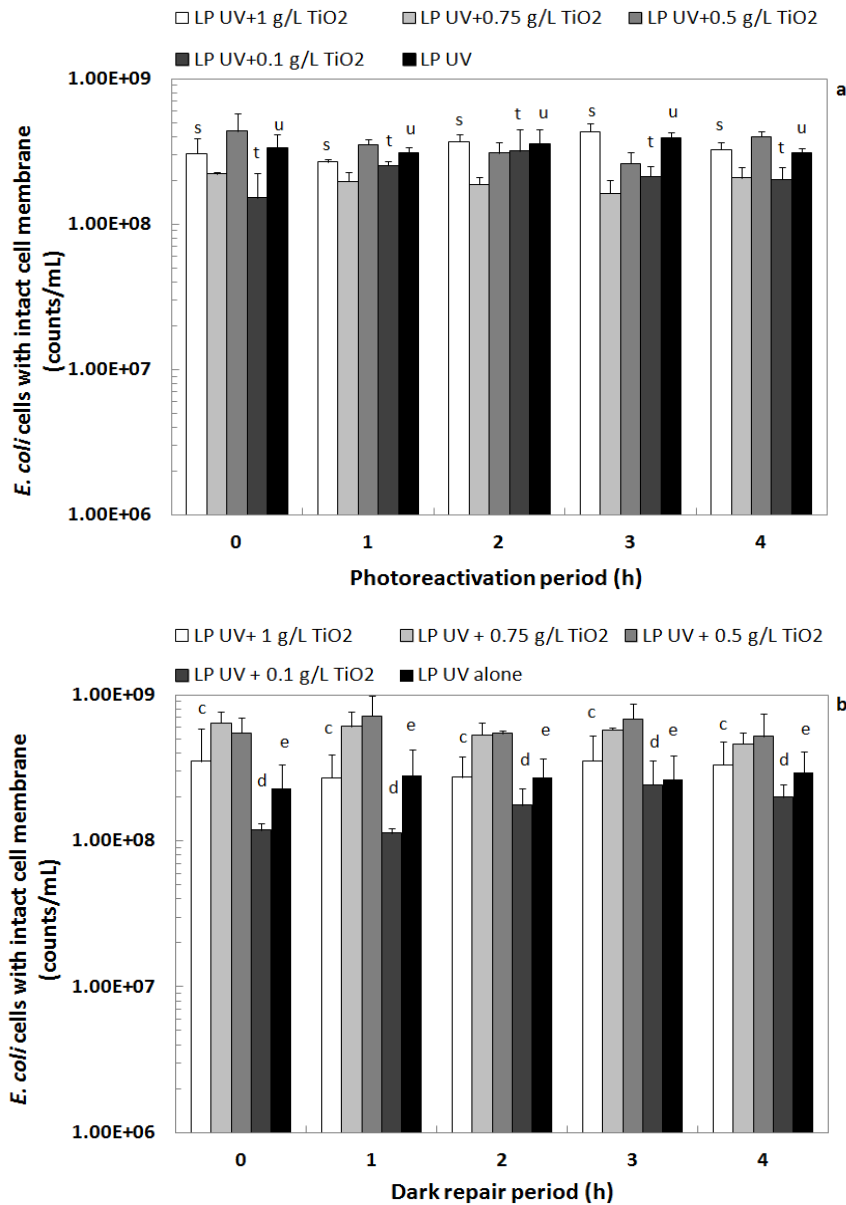 LP UV+1 g/L TiO2 LP UV+0.75 g/L TiO2 LP UV+0.5 g/L TiO2
LP UV+0.1 g/L TiO2 LP UV
a
E. coli cells with intact cell membrane
(counts/mL)
1.00E+09
1.00E+08
1.00E+07
1.00E+06
s t u s t u s t u s t u s t u
0 1 2 3 4
Photoreactivation period (h)
LP UV+ 1 g/L TiO2 LP UV + 0.75 g/L TiO2 LP UV + 0.5 g/L TiO2
LP UV + 0.1 g/L TiO2 LP UV alone
b
E. coli cells with intact cell membrane
(counts/mL)
1.00E+09
1.00E+08
1.00E+07
1.00E+06
c d e c d e c d e c d e c d e
0 1 2 3 4
Dark repair period (h)